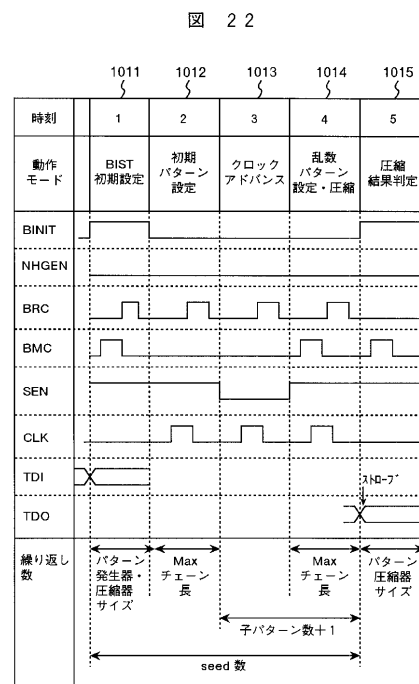 図 22
1011 1012 1013 1014 1015
時刻 1 2 3 4 5
動作
モード
BIST
初期設定
初期
パターン
設定
クロック
アドバンス
乱数
パターン
設定・圧縮
圧縮
結果判定
BINIT
NHGEN
BRC
BMC
SEN
CLK
TDI
ストローブ
TDO
繰り返し
数
パターン
発生器・
圧縮器
サイズ
Max
チェーン
長
Max
チェーン
長
パターン
圧縮器
サイズ
子パターン数+1
seed 数